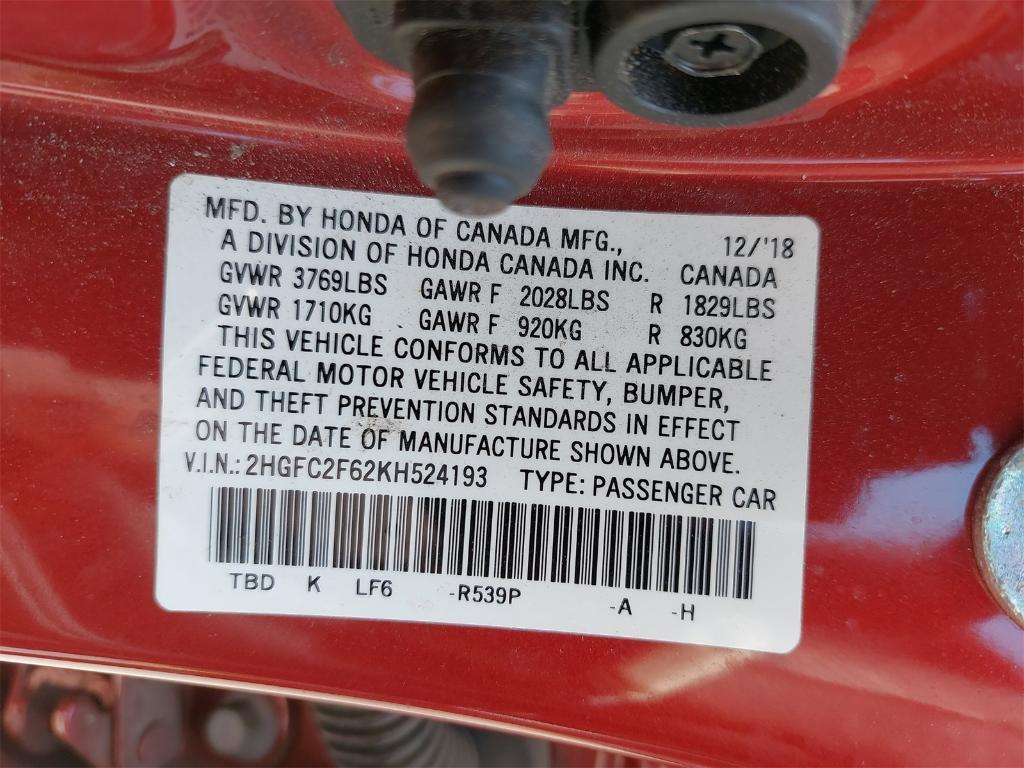 MFD. BY HONDA OF CANADA MFG., 12/'18
A DIVISION OF HONDA CANADA INC. CANADA
GVWR 3769LBS GAWR F 2028LBS R 1829LBS
GVWR 1710KG GAWR F 920KG R 830KG
THIS VEHICLE CONFORMS TO ALL APPLICABLE
FEDERAL MOTOR VEHICLE SAFETY, BUMPER,
AND THEFT PREVENTION STANDARDS IN EFFECT
ON THE DATE OF MANUFACTURE SHOWN ABOVE.
V.I.N.: 2HGFC2F62KH524193 TYPE: PASSENGER CAR
TBD K LF6 -R539P -A -H